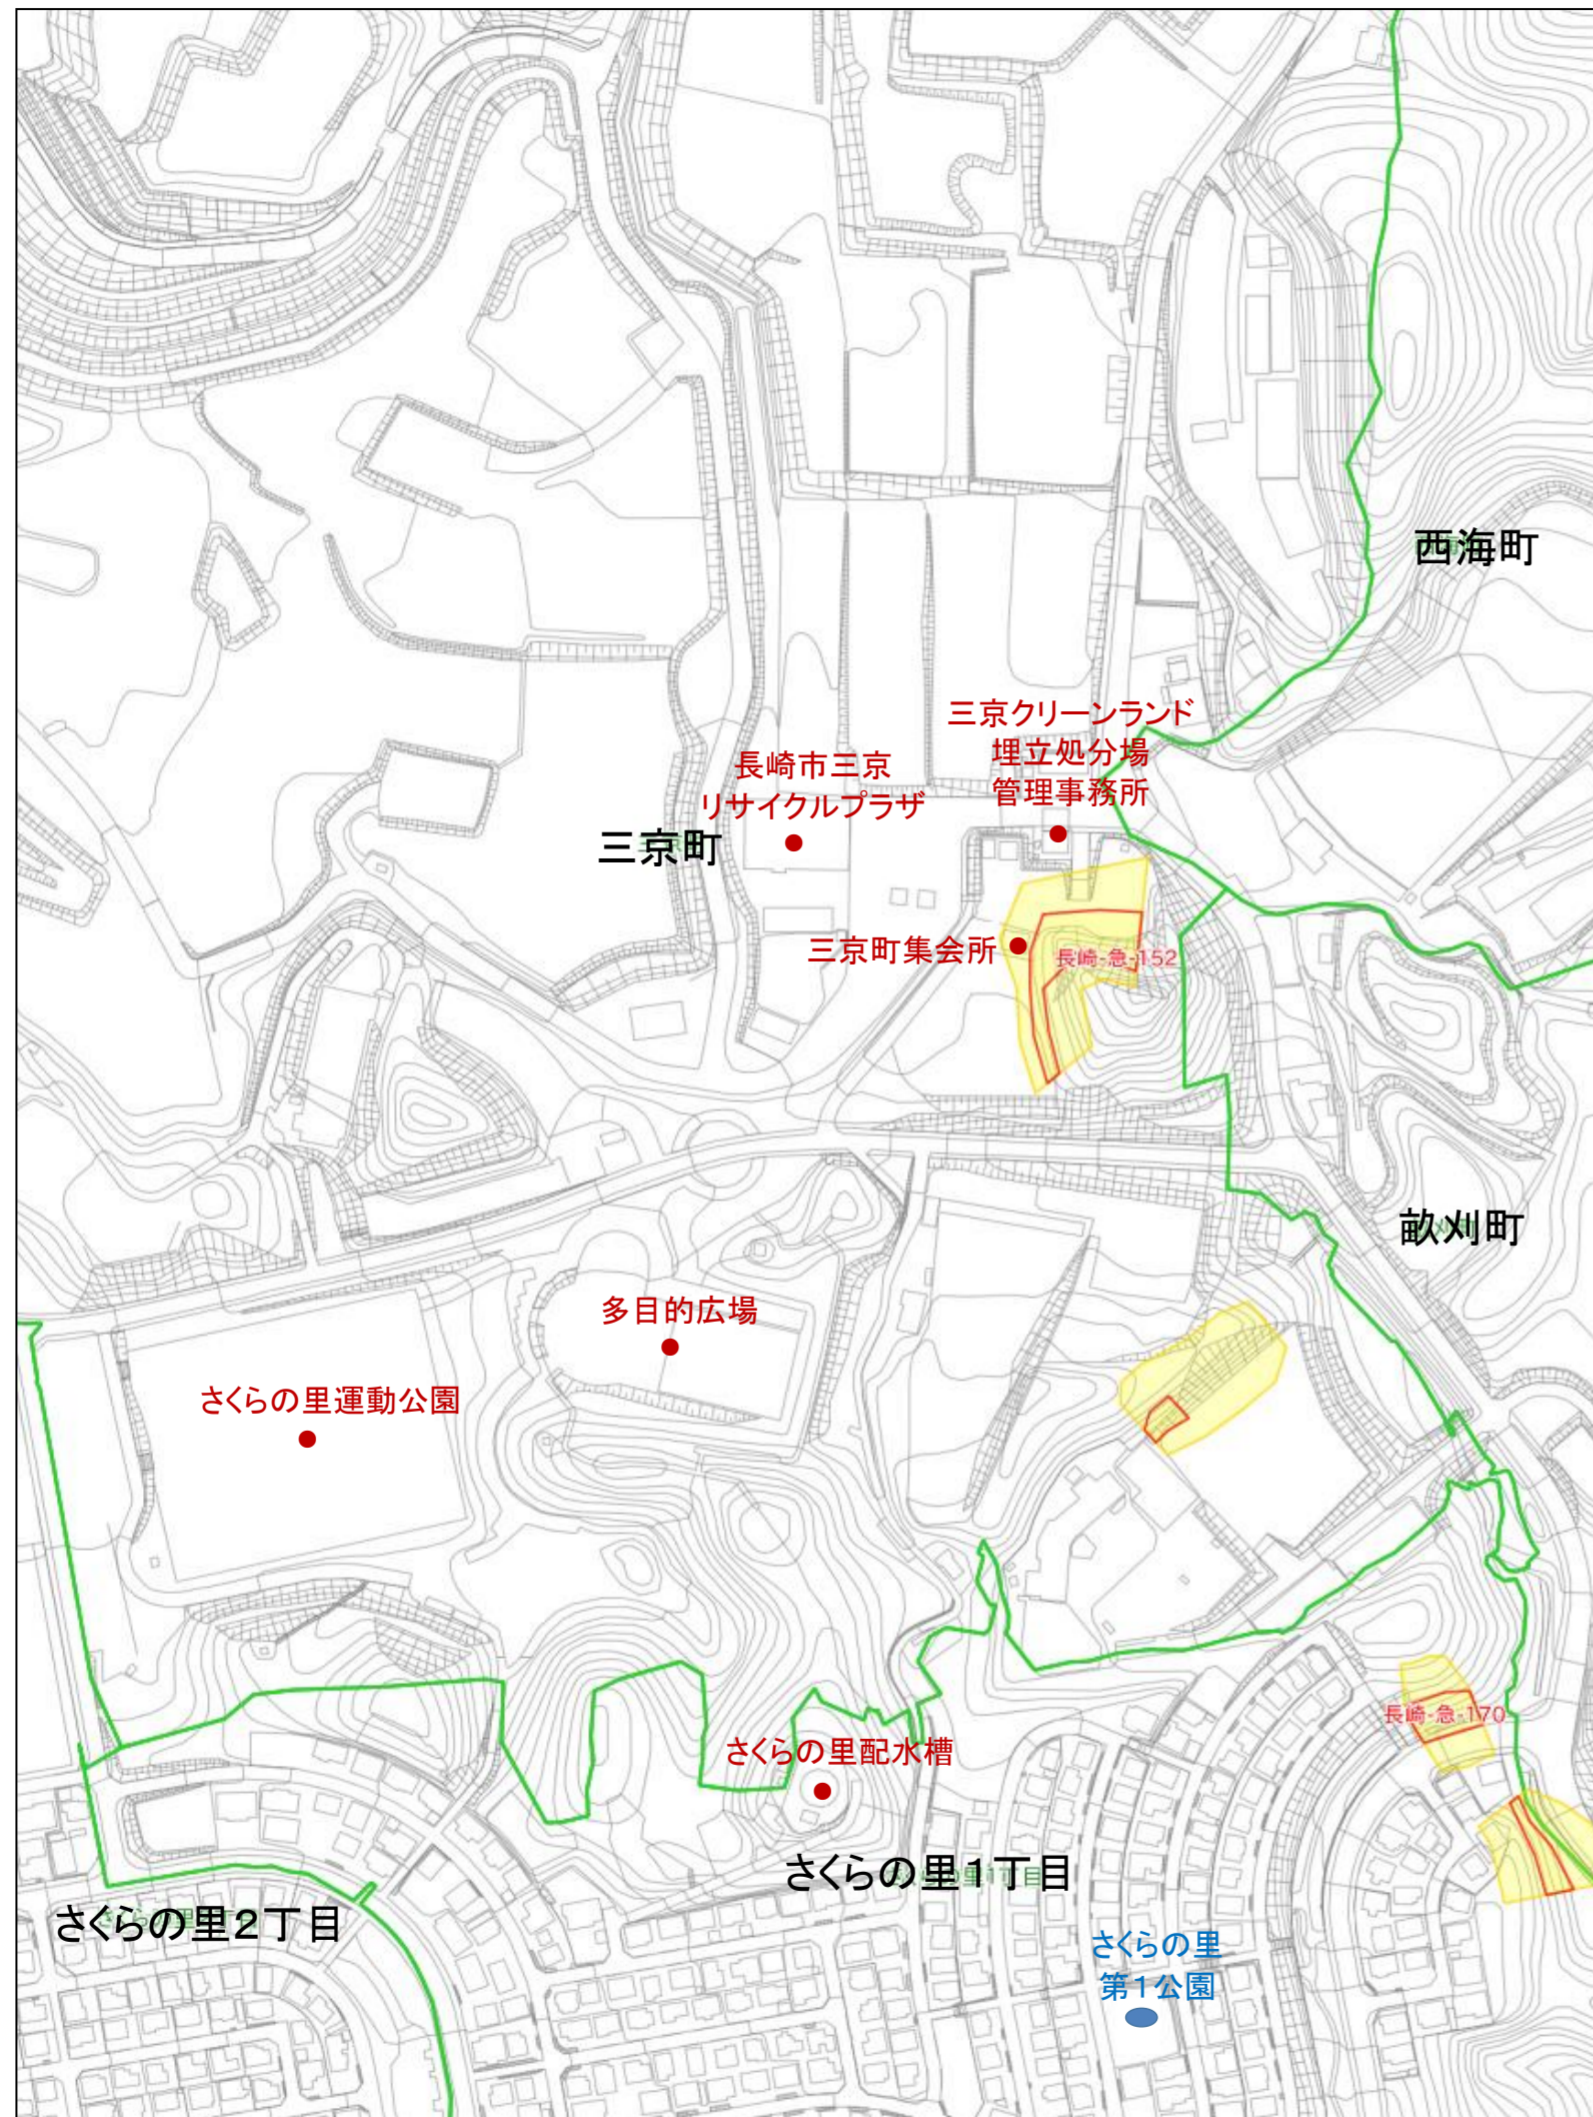 西海町
三京クリーンランド
埋立処分場
管理事務所
長崎市三京
リサイクルプラザ
三京町
三京町集会所
長崎-急-152
畝刈町
多目的広場
さくらの里運動公園
長崎-急-170
さくらの里配水槽
さくらの里1丁目
さくらの里2丁目
さくらの里
第1公園